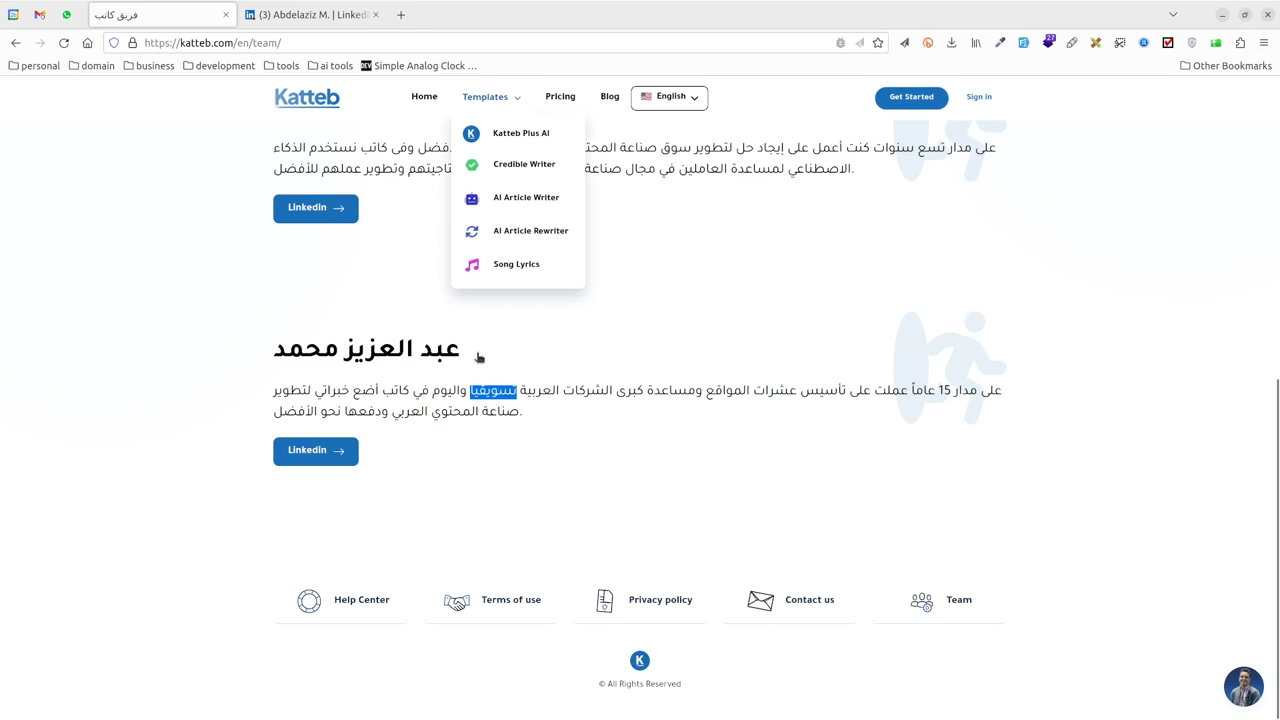 فريق كاتب
(3) Abdelaziz M. | Linked
https://katteb.com/en/team/
27
personal
domain
business
development
tools
ai tools
DEV Simple Analog Clock ...
Other Bookmarks
Katteb
Home
Templates
Pricing
Blog
English
Get Started
Sign in
K Katteb Plus AI
Credible Writer
AI Article Writer
AI Article Rewriter
Song Lyrics
على مدار تسع سنوات كنت أعمل على إيجاد حل لتطوير سوق صناعة المحت فضل وفي كاتب نستخدم الذكاء
الاصطناعي لمساعدة العاملين في مجال صناعة تاجيتهم وتطوير عملهم للأفضل.
Linkedin
عبد العزيز محمد
على مدار 15 عاماً عملت على تأسيس عشرات المواقع ومساعدة كبرى الشركات العربية تسويقيا واليوم في كاتب أضع خبراتي لتطوير
صناعة المحتوي العربي ودفعها نحو الأفضل.
Linkedin
Help Center
Terms of use
Privacy policy
Contact us
Team
K
© All Rights Reserved